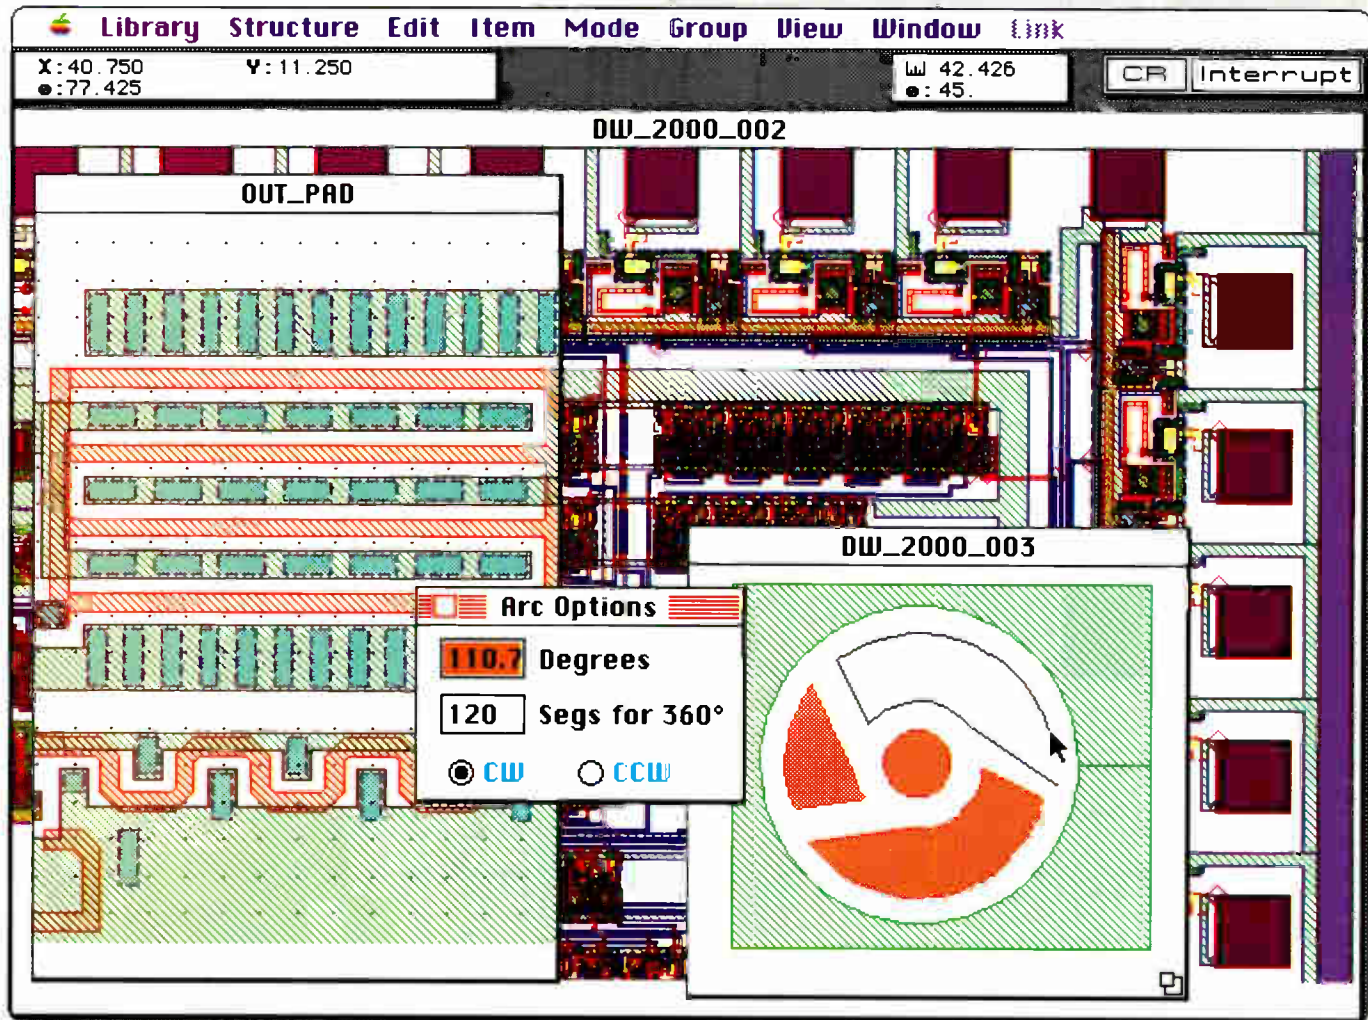 Library Structure Edit Item Mode Group View Window Link
X:40.750 Y:11.250
:77.425
42.426
: 45.
CR Interrupt
DW_2000_002
OUT_PAD
DW_2000_003
Arc Options
110.7 Degrees
120 Segs for 360°
CW CCW